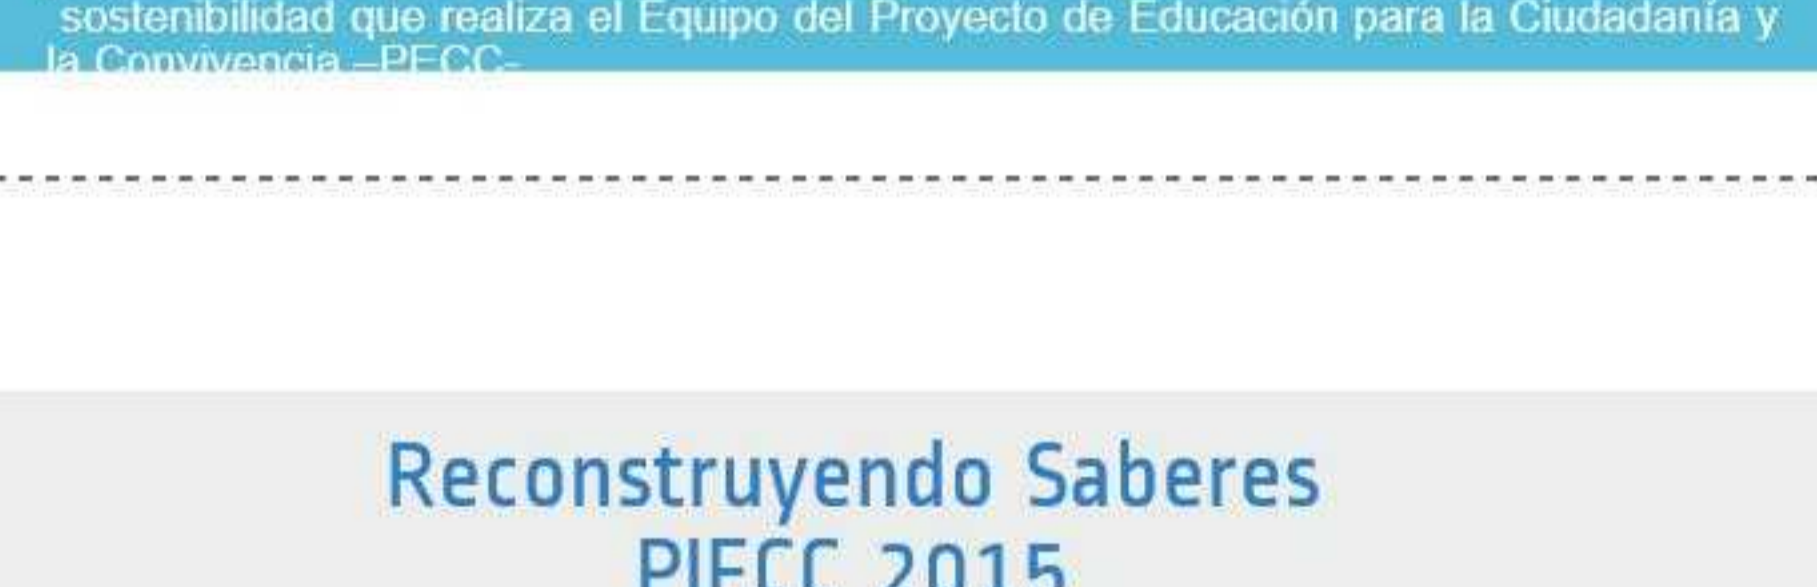 sostenibilidad que realiza el Equipo del Proyecto de Educación para la Ciudadanía y
la Convivencia –PECC-
Reconstruyendo Saberes
PIECC 2015